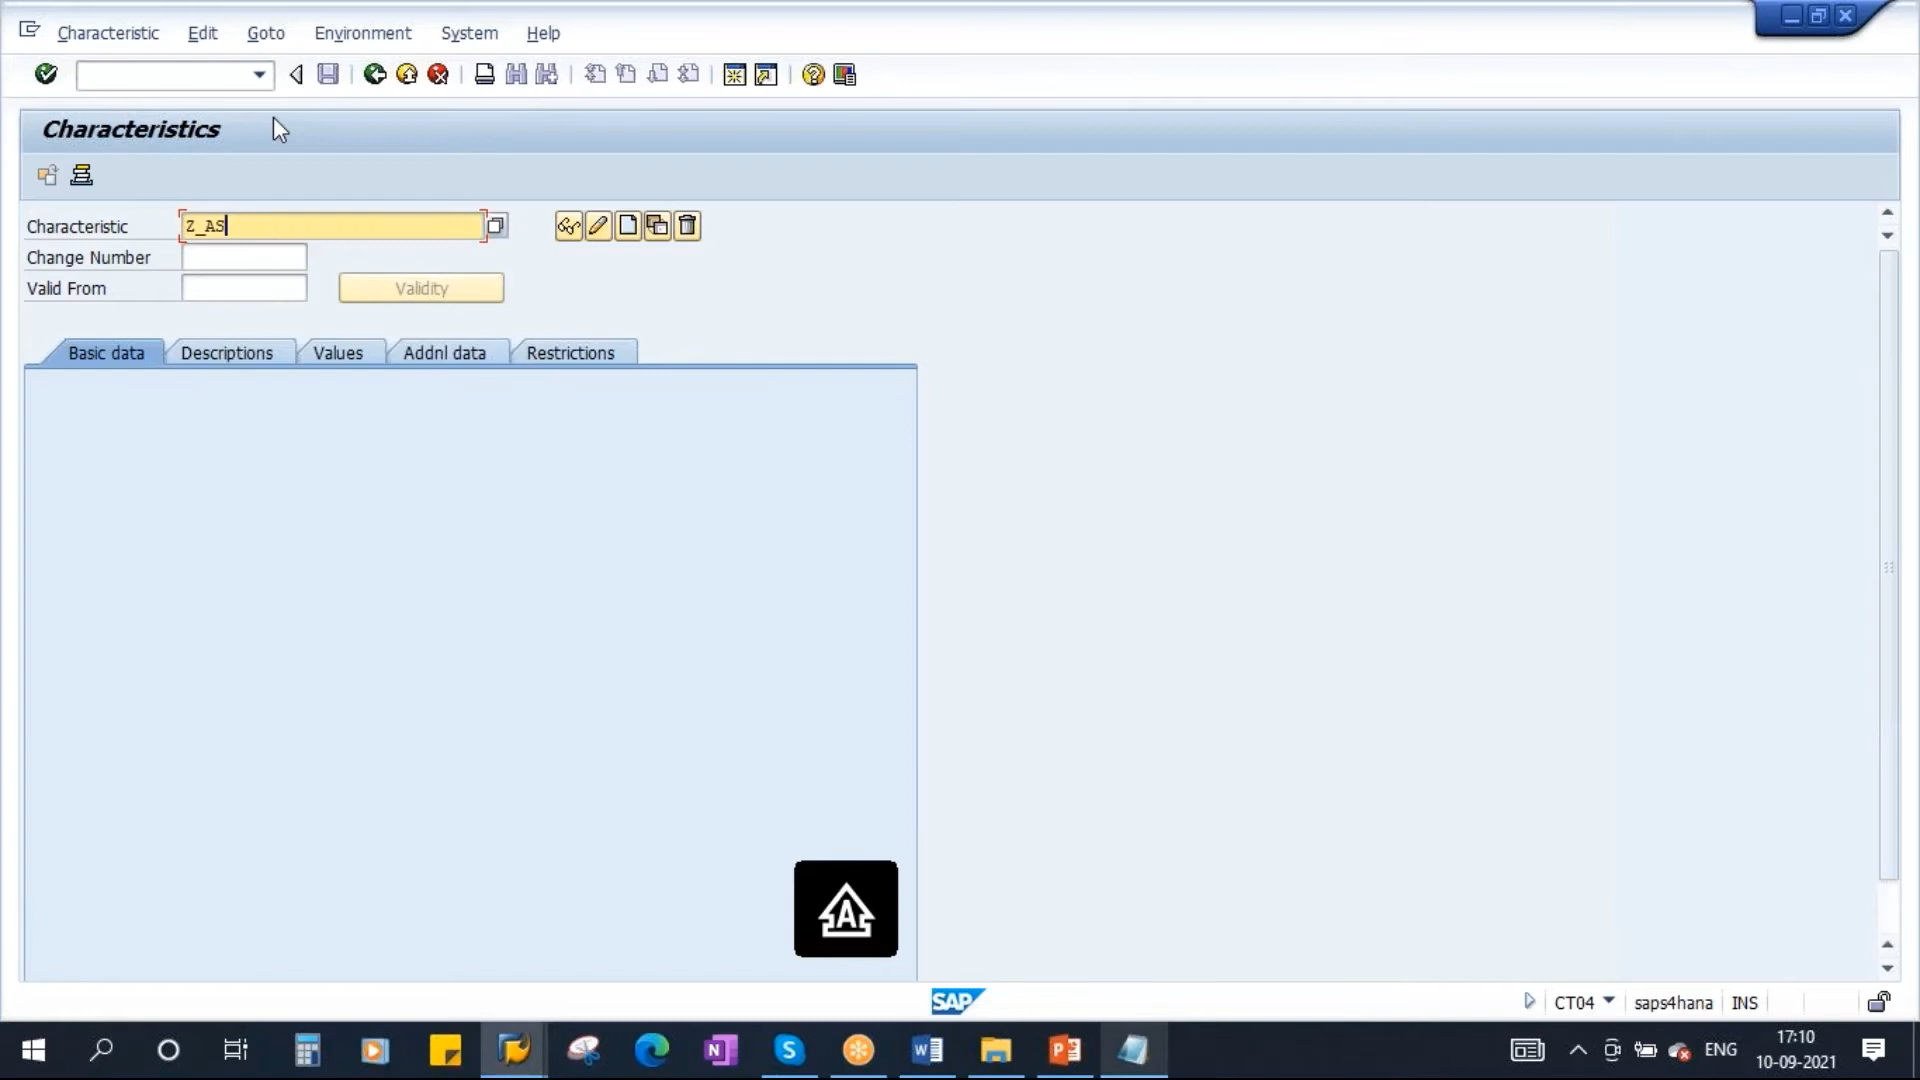 Characteristic Edit Goto Environment System Help
Characteristics
Characteristic Z_AS
Change Number
Valid From Validity
Basic data Descriptions Values Addnl data Restrictions
A
SAP
CT04 saps4hana INS
N S W P ENG 17:10
10-09-2021